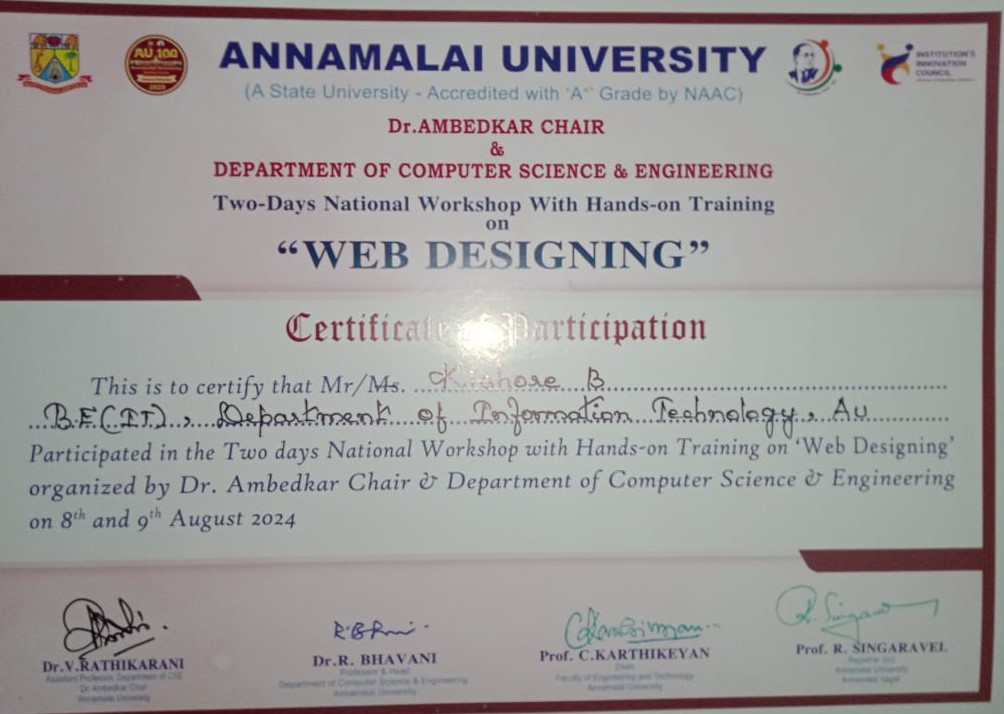 AU 100
ANNAMALAI UNIVERSITY
INSTITUTION'S
INNOVATION
COUNCIL
(A State University - Accredited with 'A+' Grade by NAAC)
Dr.AMBEDKAR CHAIR
&
DEPARTMENT OF COMPUTER SCIENCE & ENGINEERING
Two-Days National Workshop With Hands-on Training
on
“WEB DESIGNING”
Certificate Participation
This is to certify that Mr/Ms. Kishore B
B.E(IT)., Department of Information Technology, AU
Participated in the Two days National Workshop with Hands-on Training on ‘Web Designing’
organized by Dr. Ambedkar Chair & Department of Computer Science & Engineering
on 8th and 9th August 2024
Dr.V.RATHIKARANI
Assistant Professor, Department of CSE
Dr. Ambedkar Chair
Annamalai University
Dr.R. BHAVANI
Professor & Head
Department of Computer Science & Engineering
Annamalai University
Prof. C.KARTHIKEYAN
Dean
Faculty of Engineering and Technology
Annamalai University
Prof. R. SINGARAVEL
Registrar
Annamalai University
Annamalai nagar